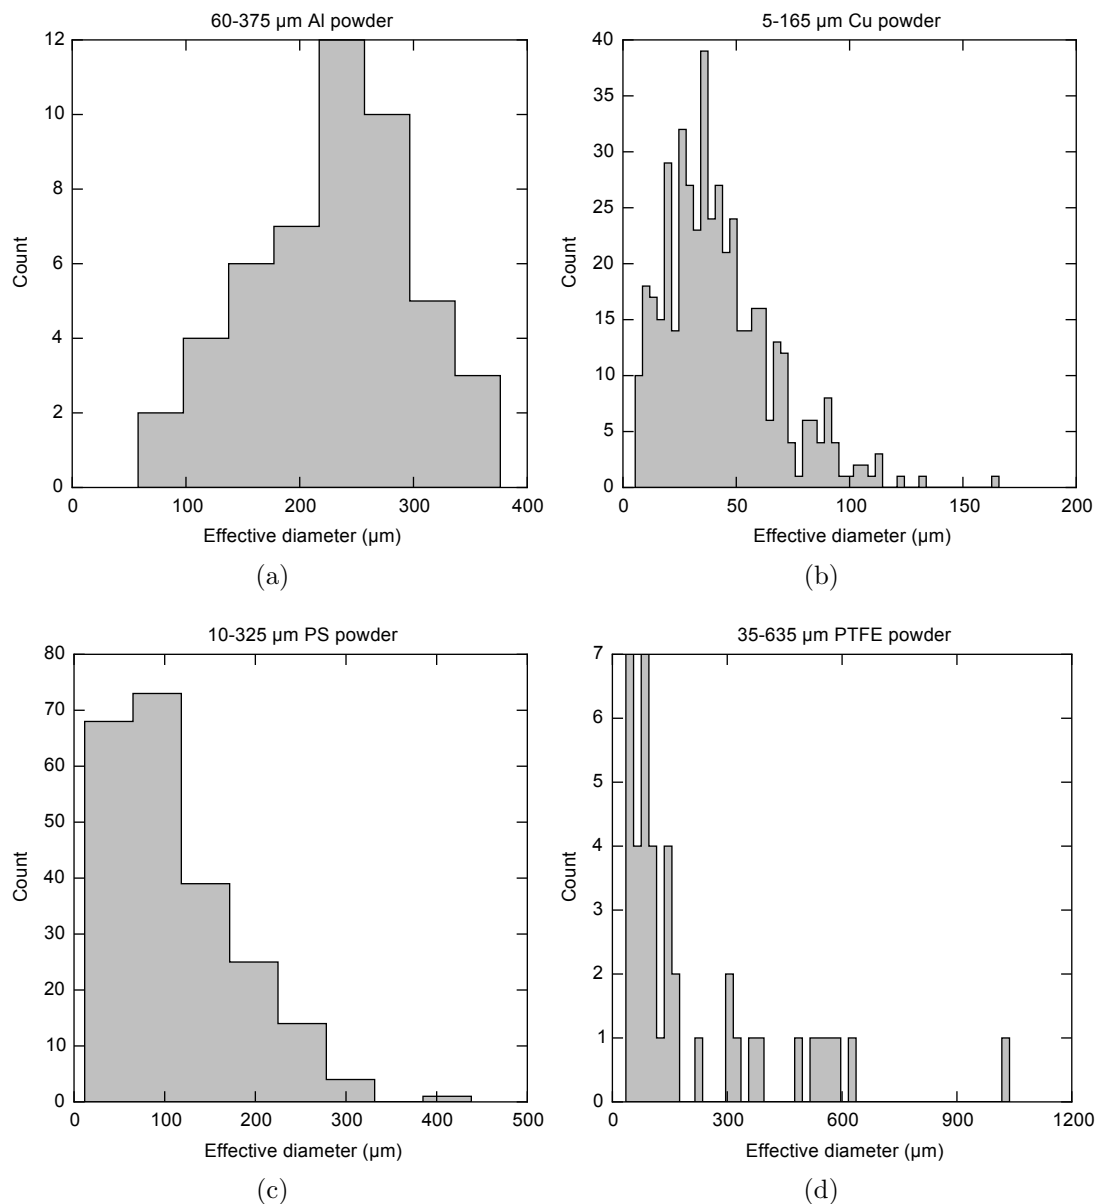 60-375 µm Al powder
12
10
8
6
4
2
0
Count
0 100 200 300 400
Effective diameter (µm)
(a)
5-165 µm Cu powder
40
35
30
25
20
15
10
5
0
Count
0 50 100 150 200
Effective diameter (µm)
(b)
10-325 µm PS powder
80
70
60
50
40
30
20
10
0
Count
0 100 200 300 400 500
Effective diameter (µm)
(c)
35-635 µm PTFE powder
7
6
5
4
3
2
1
0
Count
0 300 600 900 1200
Effective diameter (µm)
(d)